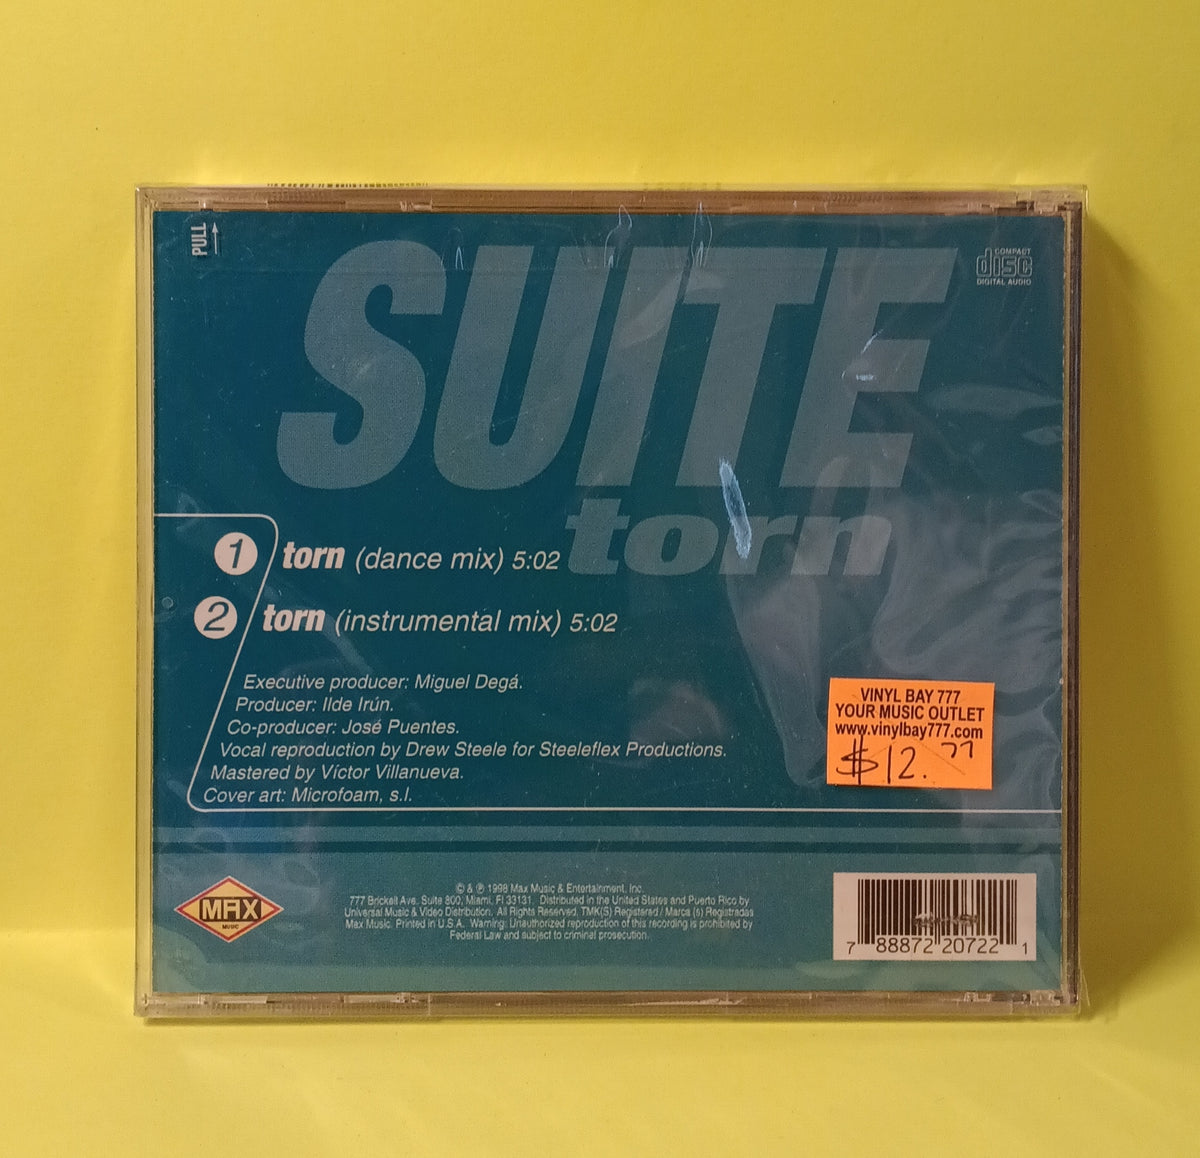 PULL
SUITE
torn
COMPACT
disc
DIGITAL AUDIO
1 torn (dance mix) 5:02
2 torn (instrumental mix) 5:02
Executive producer: Miguel Degá.
Producer: Ilde Irún.
Co-producer: José Puentes.
Vocal reproduction by Drew Steele for Steeleflex Productions.
Mastered by Víctor Villanueva.
Cover art: Microfoam, s.l.
VINYL BAY 777
YOUR MUSIC OUTLET
www.vinylbay777.com
$12.77
MAX
MUSIC
© & ℗ 1998 Max Music & Entertainment, Inc.
777 Brickell Ave. Suite 800, Miami, Fl 33131. Distributed in the United States and Puerto Rico by
Universal Music & Video Distribution. All Rights Reserved. TMK(S) Registered / Marca (s) Registradas
Max Music. Printed in U.S.A. Warning: Unauthorized reproduction of this recording is prohibited by
Federal Law and subject to criminal prosecution.
7 88872 20722 1